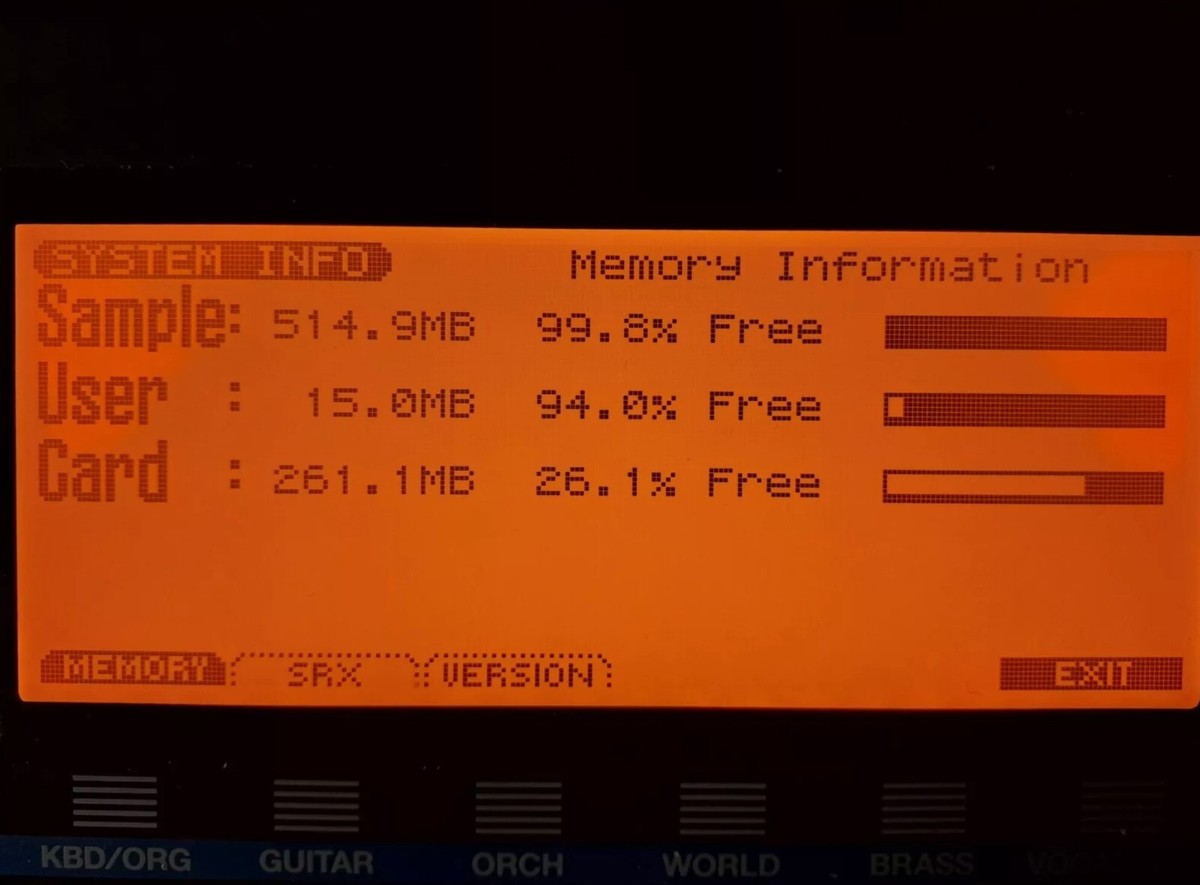 SYSTEM INFO Memory Information
Sample: 514.9MB 99.8% Free
User : 15.0MB 94.0% Free
Card : 261.1MB 26.1% Free
MEMORY SRX VERSION EXIT
KBD/ORG GUITAR ORCH WORLD BRASS